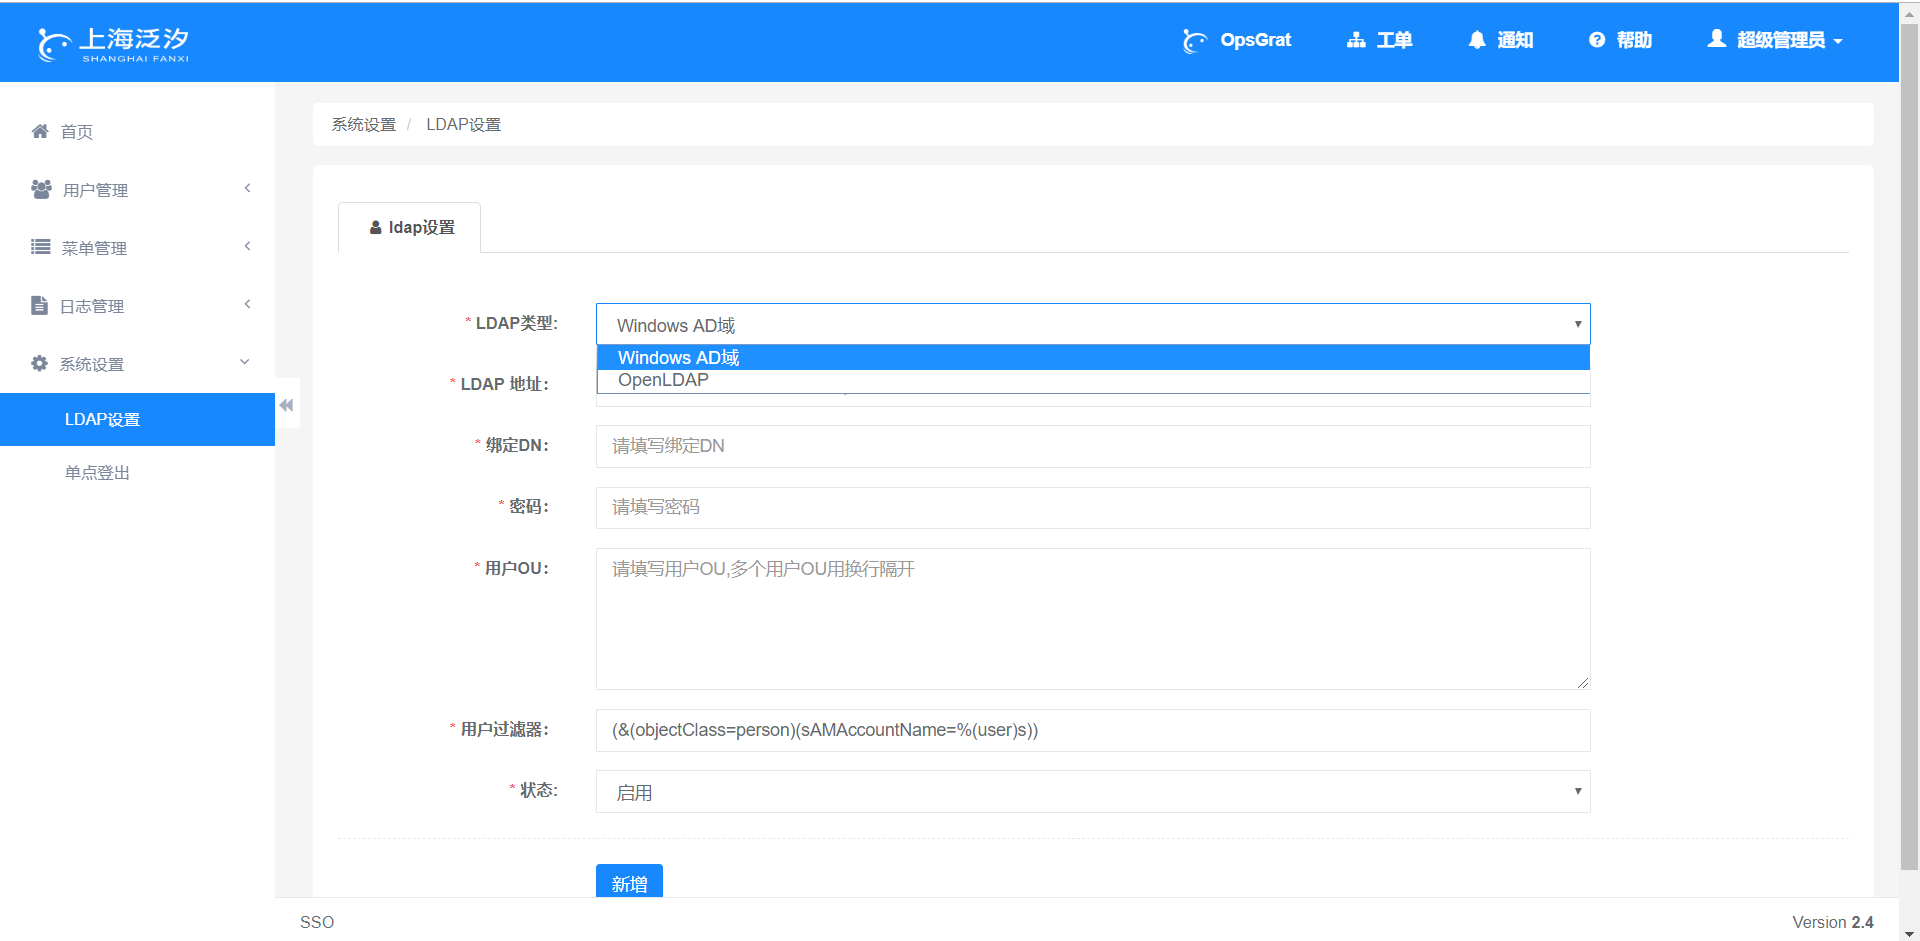 上海泛汐
SHANGHAI FANXI
OpsGrat
工单
通知
帮助
超级管理员
首页
用户管理
菜单管理
日志管理
系统设置
LDAP设置
单点登出
系统设置 / LDAP设置
ldap设置
* LDAP类型:
Windows AD域
Windows AD域
OpenLDAP
* LDAP 地址：
* 绑定DN：
请填写绑定DN
* 密码：
请填写密码
* 用户OU：
请填写用户OU,多个用户OU用换行隔开
* 用户过滤器：
(&(objectClass=person)(sAMAccountName=%(user)s))
* 状态:
启用
新增
SSO
Version 2.4